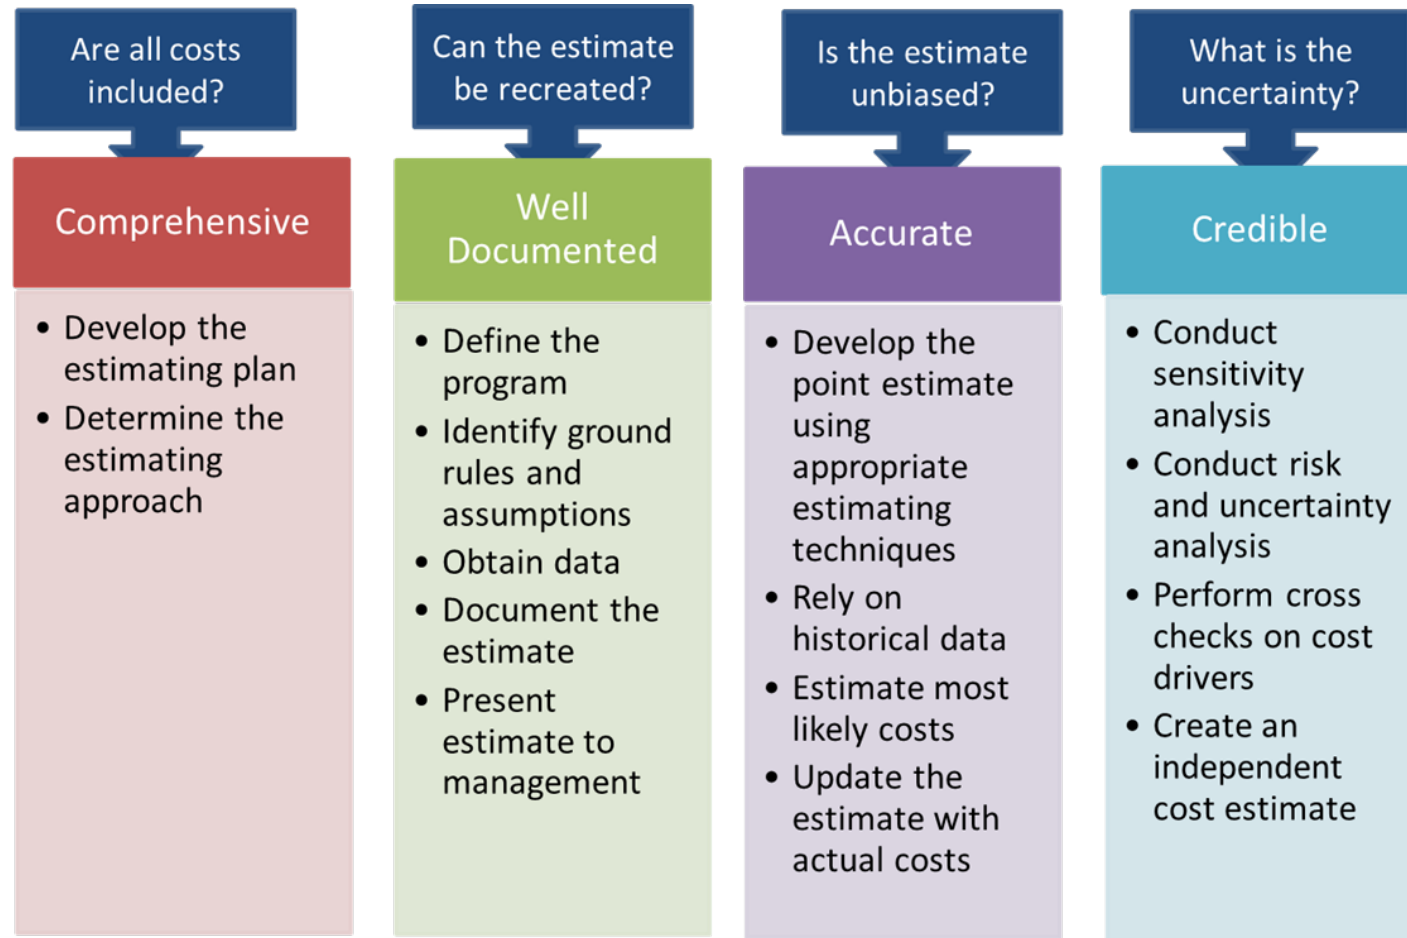 Are all costs
included?
Comprehensive
• Develop the
estimating plan
• Determine the
estimating
approach
Can the estimate
be recreated?
Well
Documented
• Define the
program
• Identify ground
rules and
assumptions
• Obtain data
• Document the
estimate
• Present
estimate to
management
Is the estimate
unbiased?
Accurate
• Develop the
point estimate
using
appropriate
estimating
techniques
• Rely on
historical data
• Estimate most
likely costs
• Update the
estimate with
actual costs
What is the
uncertainty?
Credible
• Conduct
sensitivity
analysis
• Conduct risk
and uncertainty
analysis
• Perform cross
checks on cost
drivers
• Create an
independent
cost estimate